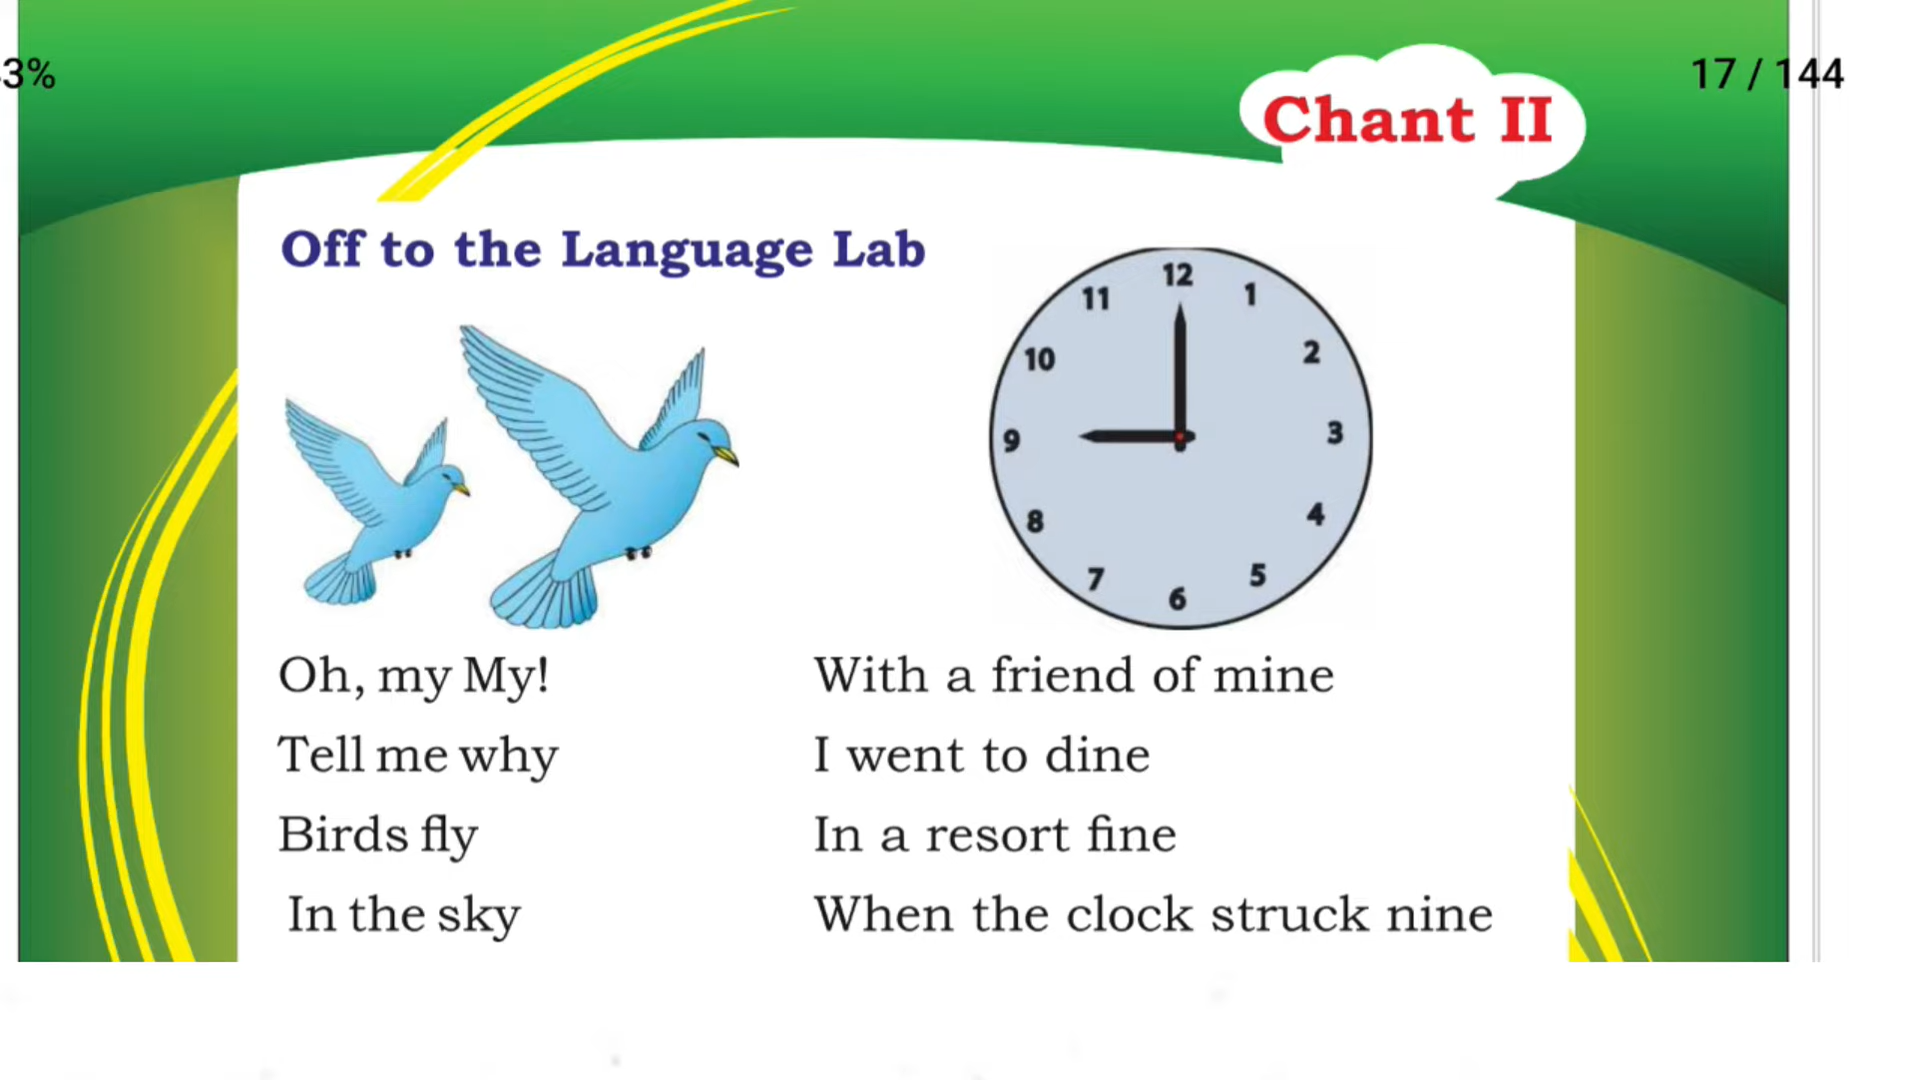 3%
17 / 144
Chant II
Off to the Language Lab
12
1
2
3
4
5
6
7
8
9
10
11
Oh, my My!
Tell me why
Birds fly
In the sky
With a friend of mine
I went to dine
In a resort fine
When the clock struck nine